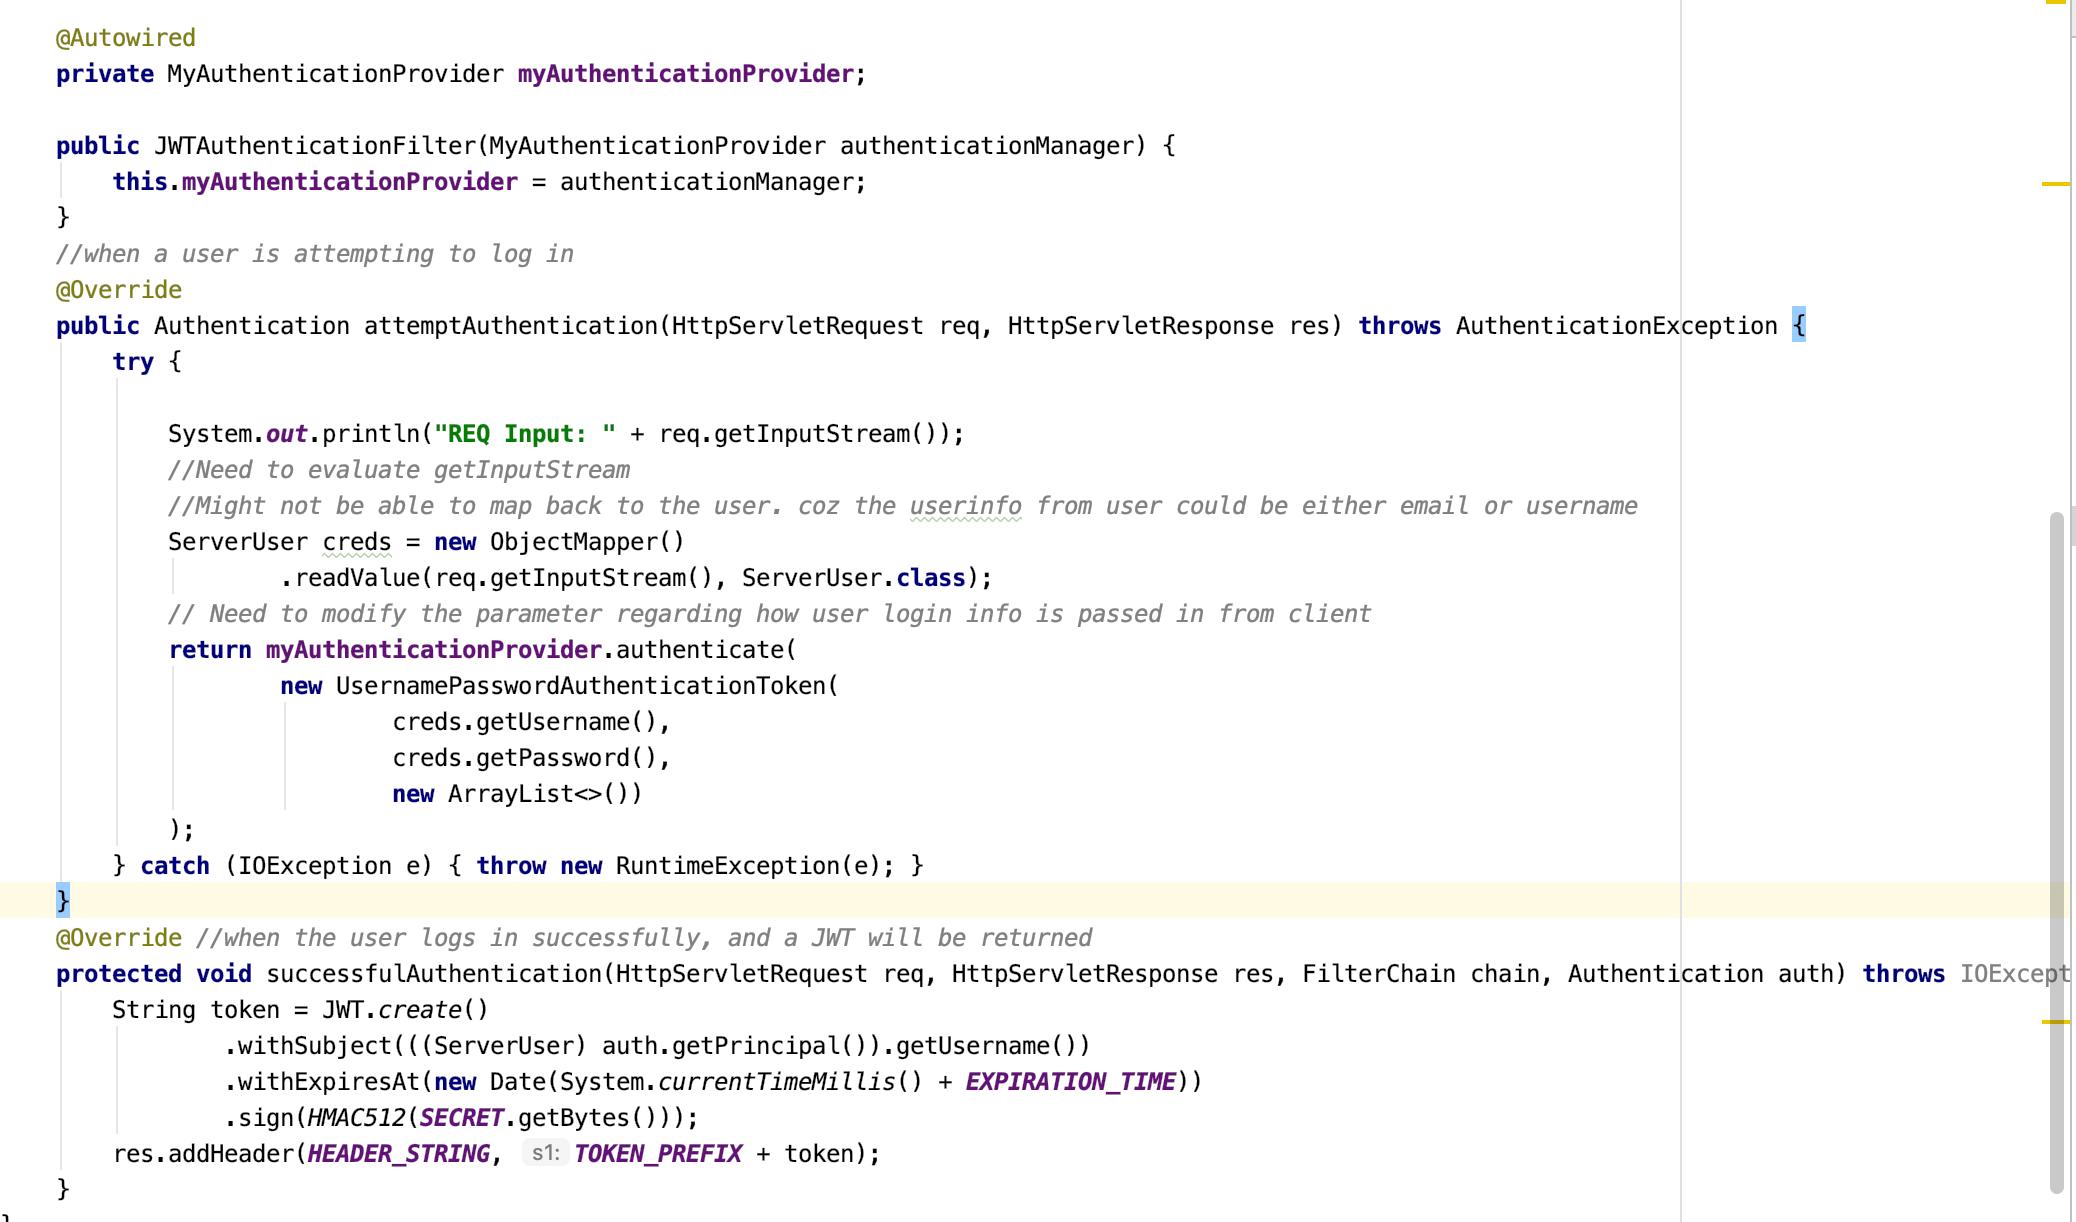 @Autowired
private MyAuthenticationProvider myAuthenticationProvider;
public JWTAuthenticationFilter(MyAuthenticationProvider authenticationManager) {
this.myAuthenticationProvider = authenticationManager;
}
//when a user is attempting to log in
@Override
public Authentication attemptAuthentication(HttpServletRequest req, HttpServletResponse res) throws AuthenticationException {
try {
System.out.println("REQ Input: " + req.getInputStream());
//Need to evaluate getInputStream
//Might not be able to map back to the user. coz the userinfo from user could be either email or username
ServerUser creds = new ObjectMapper()
.readValue(req.getInputStream(), ServerUser.class);
// Need to modify the parameter regarding how user login info is passed in from client
return myAuthenticationProvider.authenticate(
new UsernamePasswordAuthenticationToken(
creds.getUsername(),
creds.getPassword(),
new ArrayList<>())
);
} catch (IOException e) { throw new RuntimeException(e); }
}
@Override //when the user logs in successfully, and a JWT will be returned
protected void successfulAuthentication(HttpServletRequest req, HttpServletResponse res, FilterChain chain, Authentication auth) throws IOExcept
String token = JWT.create()
.withSubject(((ServerUser) auth.getPrincipal()).getUsername())
.withExpiresAt(new Date(System.currentTimeMillis() + EXPIRATION_TIME))
.sign(HMAC512(SECRET.getBytes()));
res.addHeader(HEADER_STRING, s1: TOKEN_PREFIX + token);
}
}